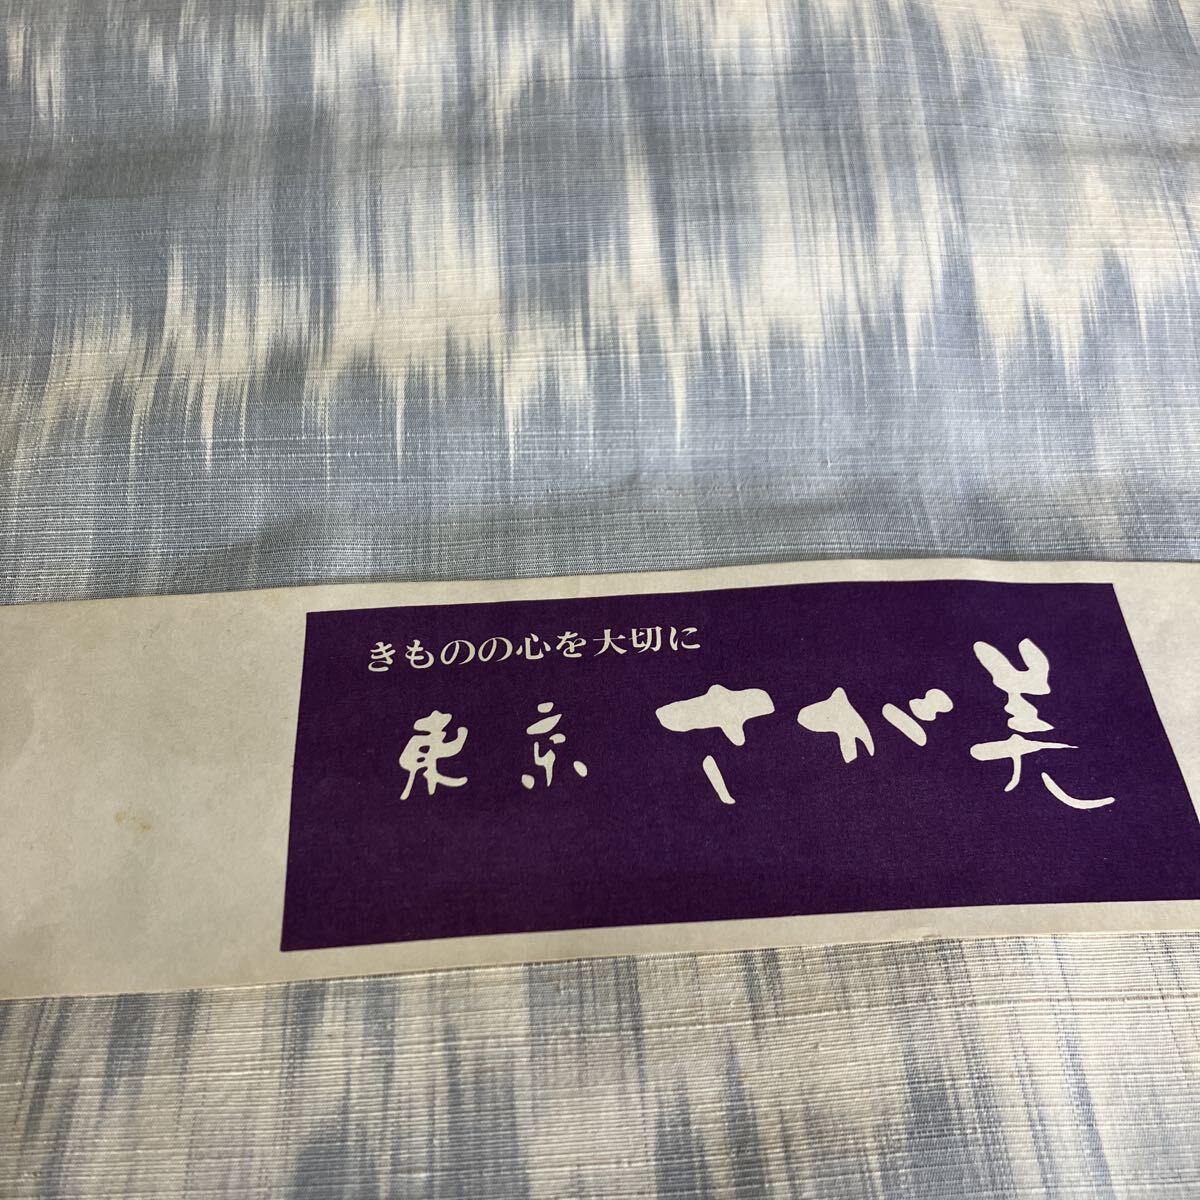 きものの心を大切に
東京 さが美